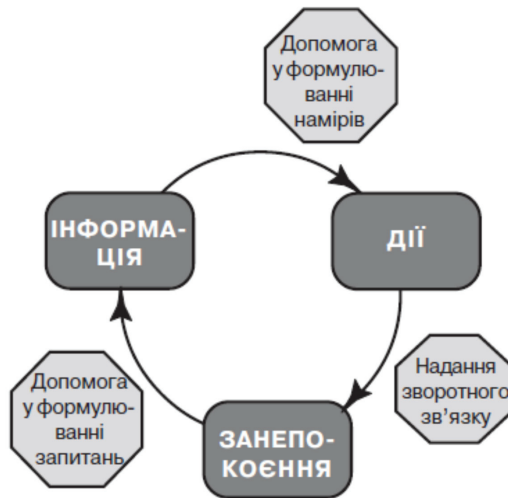 Допомога
у формулю-
ванні
намірів
ІНФОРМА-
ЦІЯ
ДІЇ
Надання
зворотного
зв’язку
Допомога
у формулю-
ванні
запитань
ЗАНЕПО-
КОЄННЯ